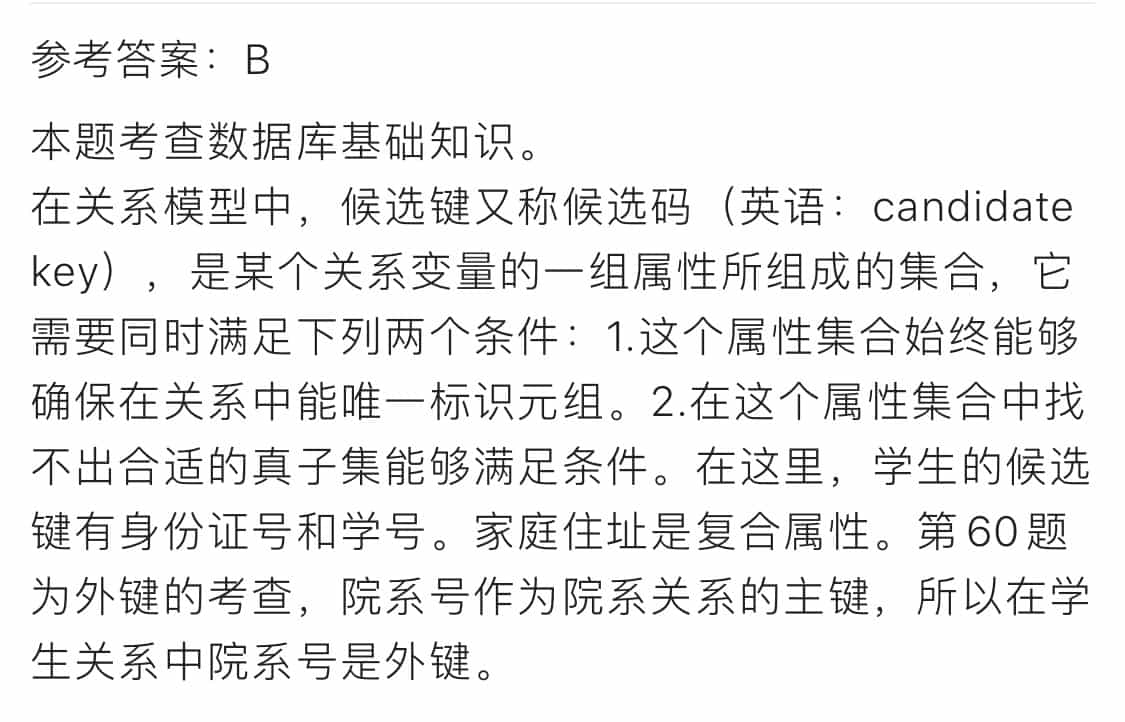 参考答案：B
本题考查数据库基础知识。
在关系模型中，候选键又称候选码（英语：candidate
key），是某个关系变量的一组属性所组成的集合，它
需要同时满足下列两个条件：1.这个属性集合始终能够
确保在关系中能唯一标识元组。2.在这个属性集合中找
不出合适的真子集能够满足条件。在这里，学生的候选
键有身份证号和学号。家庭住址是复合属性。第60题
为外键的考查，院系号作为院系关系的主键，所以在学
生关系中院系号是外键。